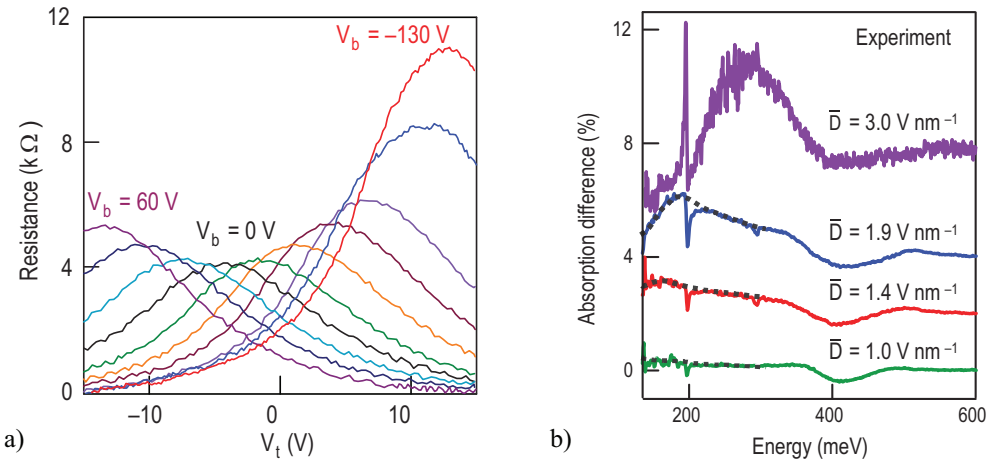 12
8
4
0
Resistance (k Ω)
V_b = –130 V
V_b = 60 V
V_b = 0 V
–10
0
10
V_t (V)
a)
12
8
4
0
Absorption difference (%)
Experiment
D̄ = 3.0 V nm⁻¹
D̄ = 1.9 V nm⁻¹
D̄ = 1.4 V nm⁻¹
D̄ = 1.0 V nm⁻¹
200
400
600
Energy (meV)
b)